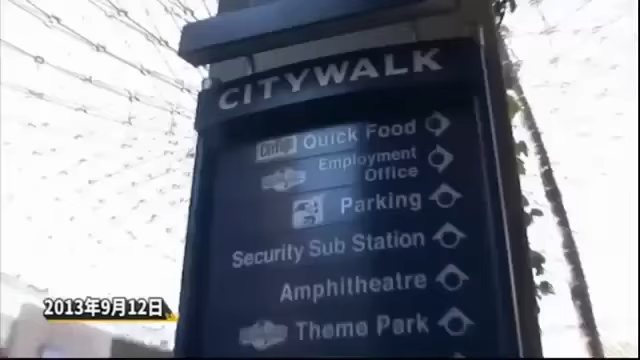 CITYWALK
Quick Food
Employment
Office
Parking
Security Sub Station
Amphitheatre
Theme Park
2013年9月12日